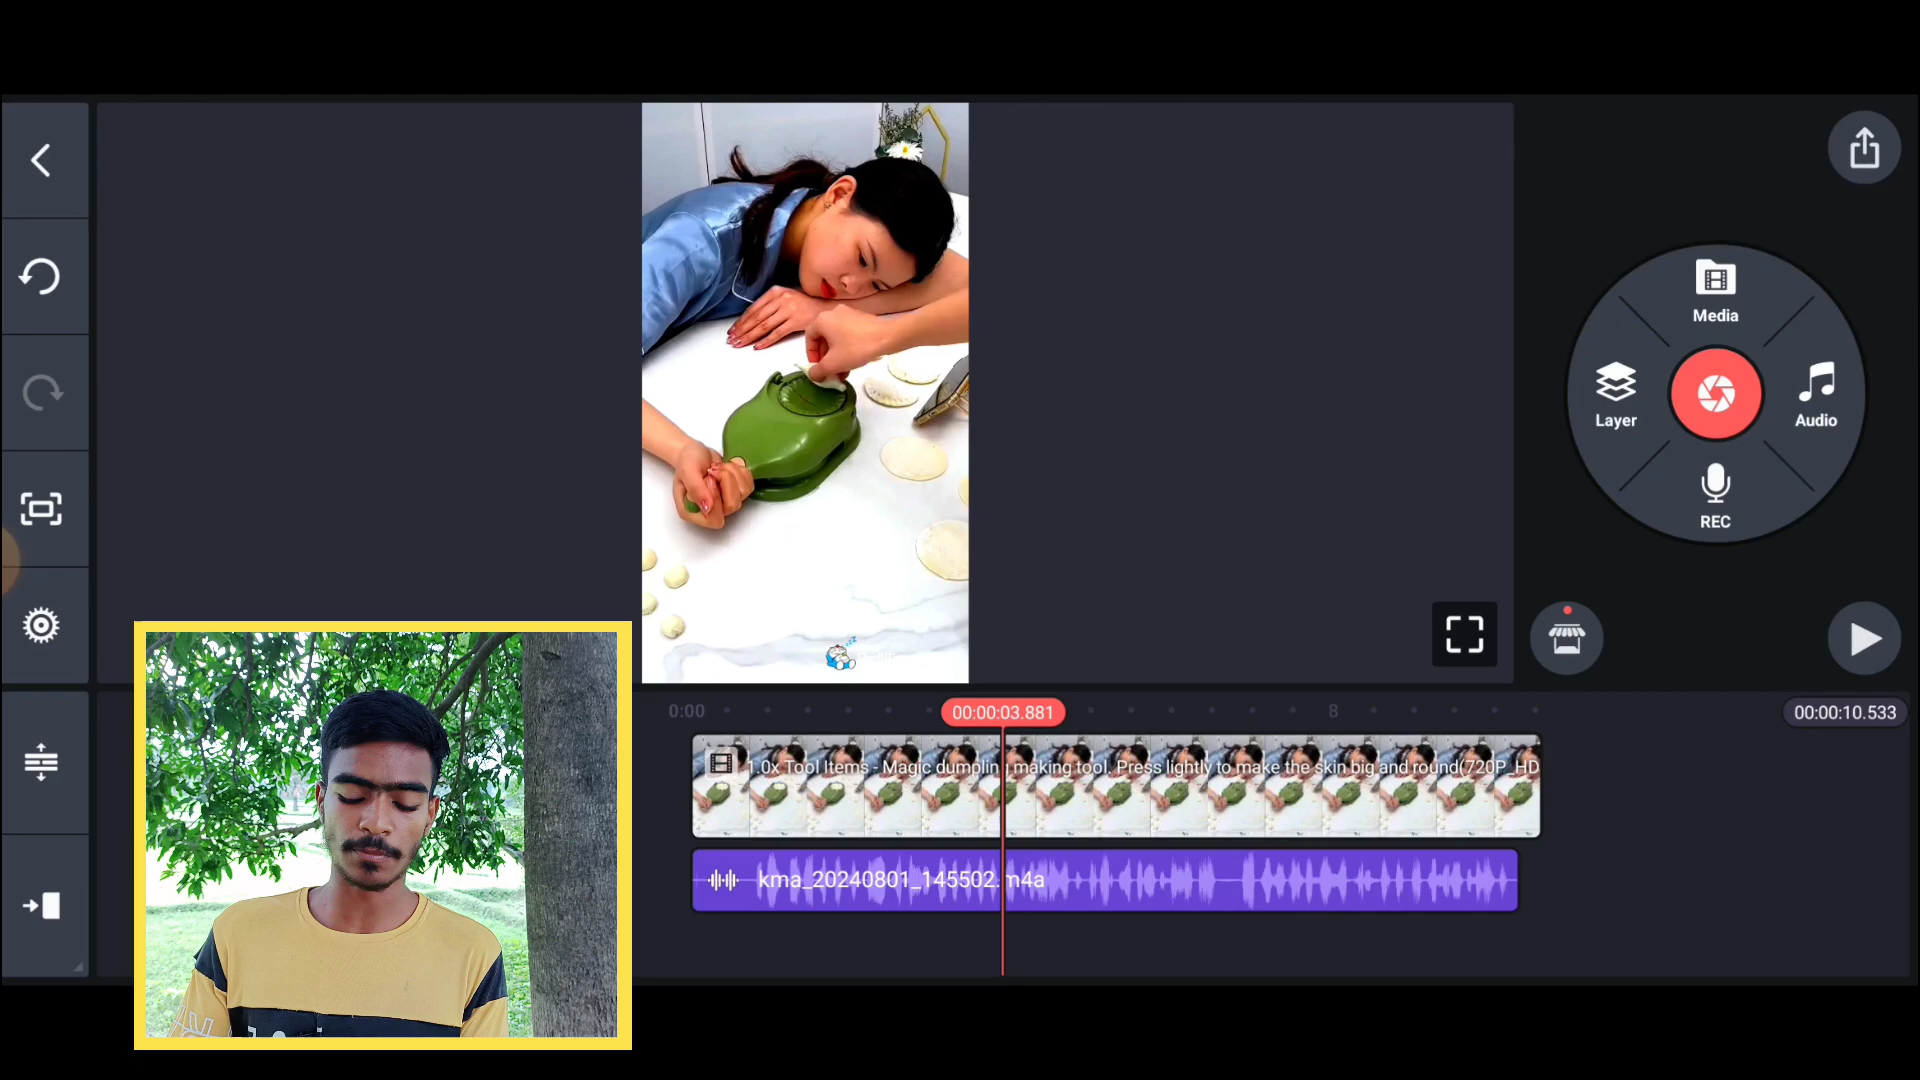 Media
Layer
Audio
REC
0:00
00:00:03.881
8
00:00:10.533
1.0x Tool Items - Magic dumplin making tool. Press lightly to make the skin big and round(720P_HD
kma_20240801_145502.m4a